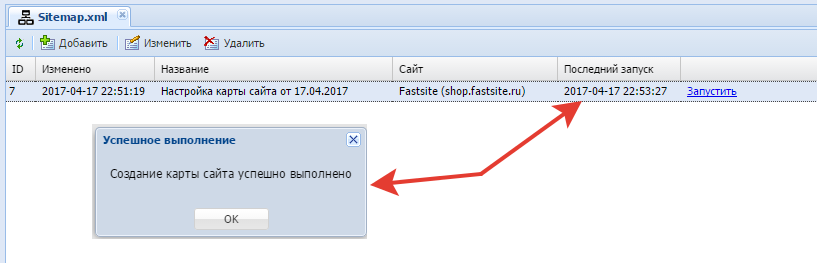 Sitemap.xml
Добавить Изменить Удалить
ID Изменено Название Сайт Последний запуск
7 2017-04-17 22:51:19 Настройка карты сайта от 17.04.2017 Fastsite (shop.fastsite.ru) 2017-04-17 22:53:27 Запустить
Успешное выполнение
Создание карты сайта успешно выполнено
OK